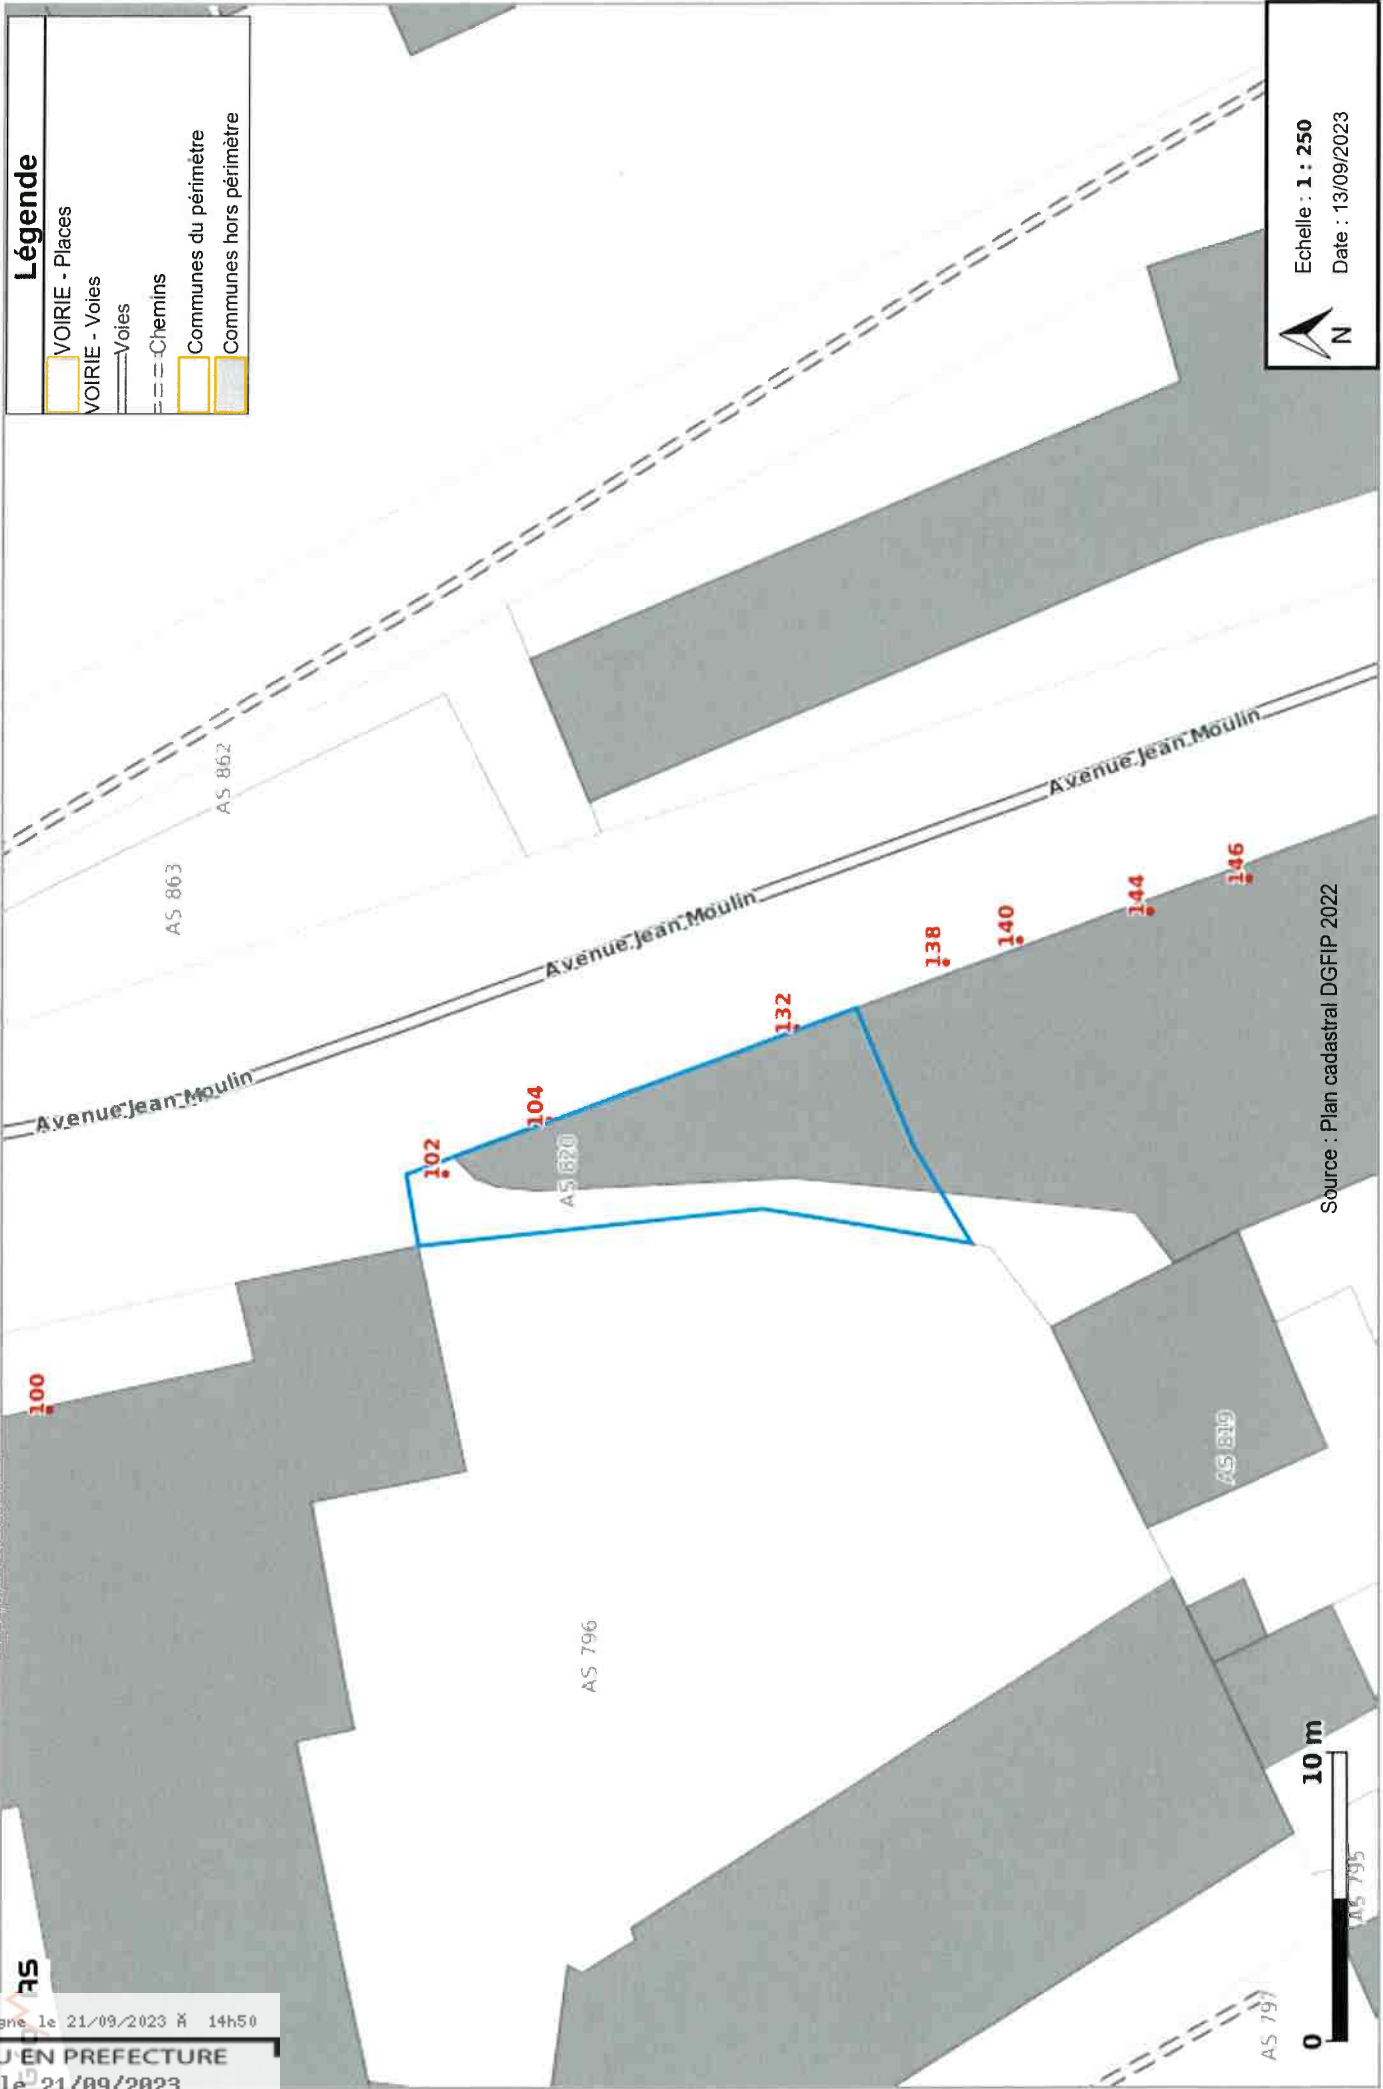 Légende
VOIRIE - Places
VOIRIE - Voies
Voies
Chemins
Communes du périmètre
Communes hors périmètre
AS 862
AS 863
Avenue Jean Moulin
Avenue Jean Moulin
Avenue Jean Moulin
100
102
104
132
138
140
144
146
AS 820
AS 796
AS 819
AS 795
AS 797
0
10 m
Source : Plan cadastral DGFIP 2022
N
Echelle : 1 : 250
Date : 13/09/2023
le 21/09/2023 À 14h50
EN PREFECTURE
le 21/09/2023